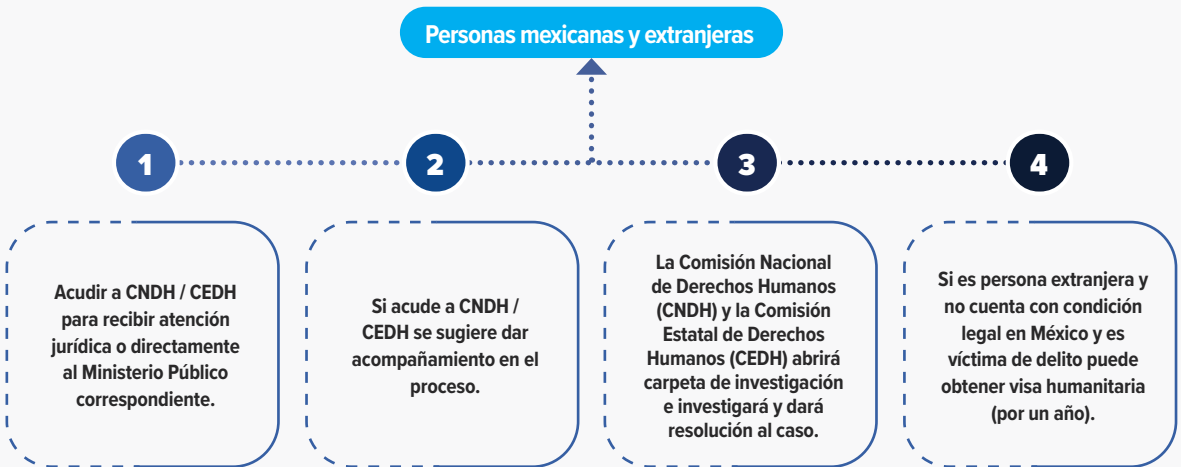 Personas mexicanas y extranjeras
1
2
3
4
Acudir a CNDH / CEDH
para recibir atención
jurídica o directamente
al Ministerio Público
correspondiente.
Si acude a CNDH /
CEDH se sugiere dar
acompañamiento en el
proceso.
La Comisión Nacional
de Derechos Humanos
(CNDH) y la Comisión
Estatal de Derechos
Humanos (CEDH) abrirá
carpeta de investigación
e investigará y dará
resolución al caso.
Si es persona extranjera y
no cuenta con condición
legal en México y es
víctima de delito puede
obtener visa humanitaria
(por un año).